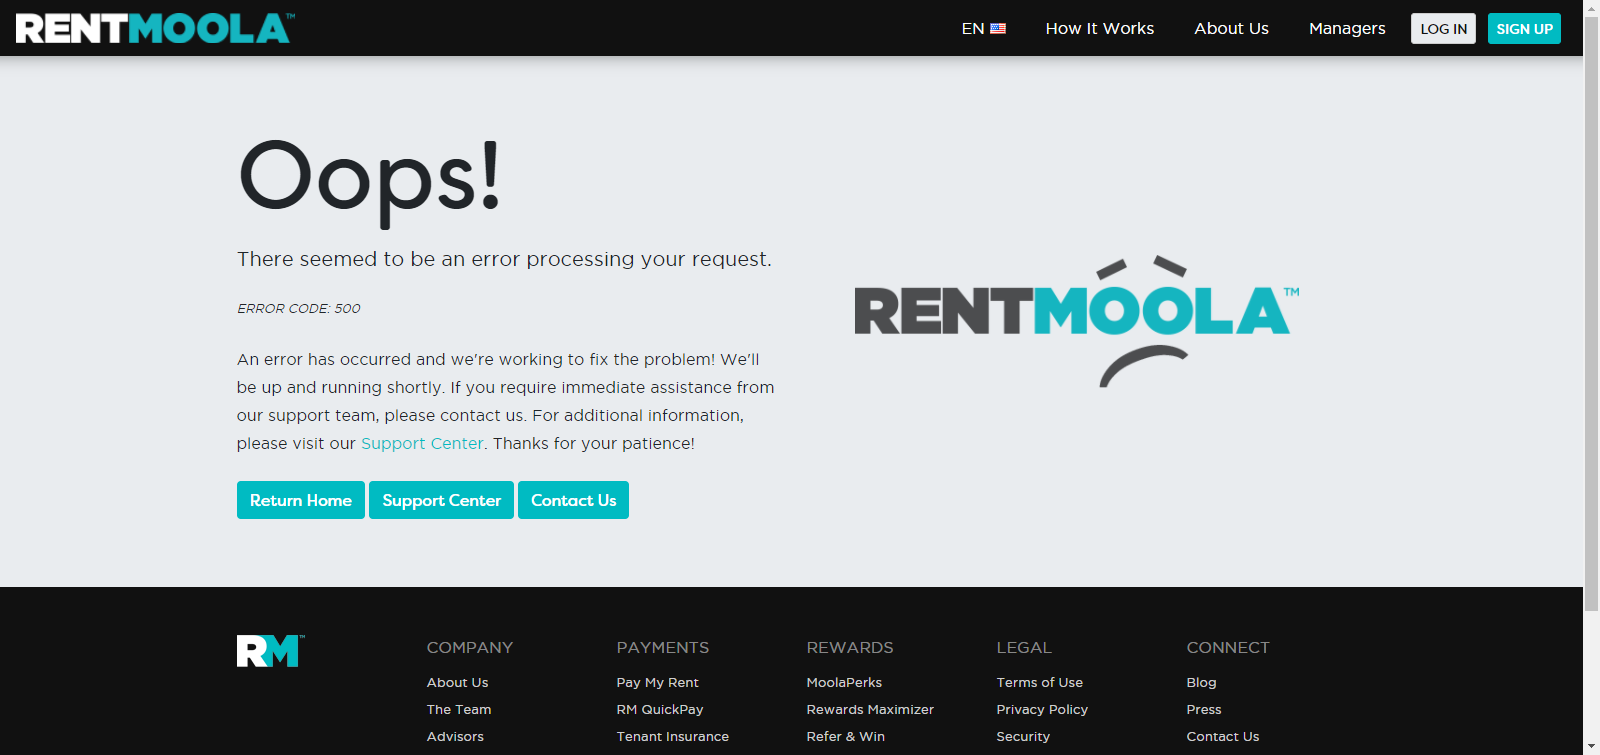 RENTMOOLA™
EN
How It Works
About Us
Managers
LOG IN
SIGN UP
Oops!
There seemed to be an error processing your request.
ERROR CODE: 500
An error has occurred and we're working to fix the problem! We'll
be up and running shortly. If you require immediate assistance from
our support team, please contact us. For additional information,
please visit our Support Center. Thanks for your patience!
Return Home
Support Center
Contact Us
RENTMOOLA™
RM™
COMPANY
About Us
The Team
Advisors
PAYMENTS
Pay My Rent
RM QuickPay
Tenant Insurance
REWARDS
MoolaPerks
Rewards Maximizer
Refer & Win
LEGAL
Terms of Use
Privacy Policy
Security
CONNECT
Blog
Press
Contact Us